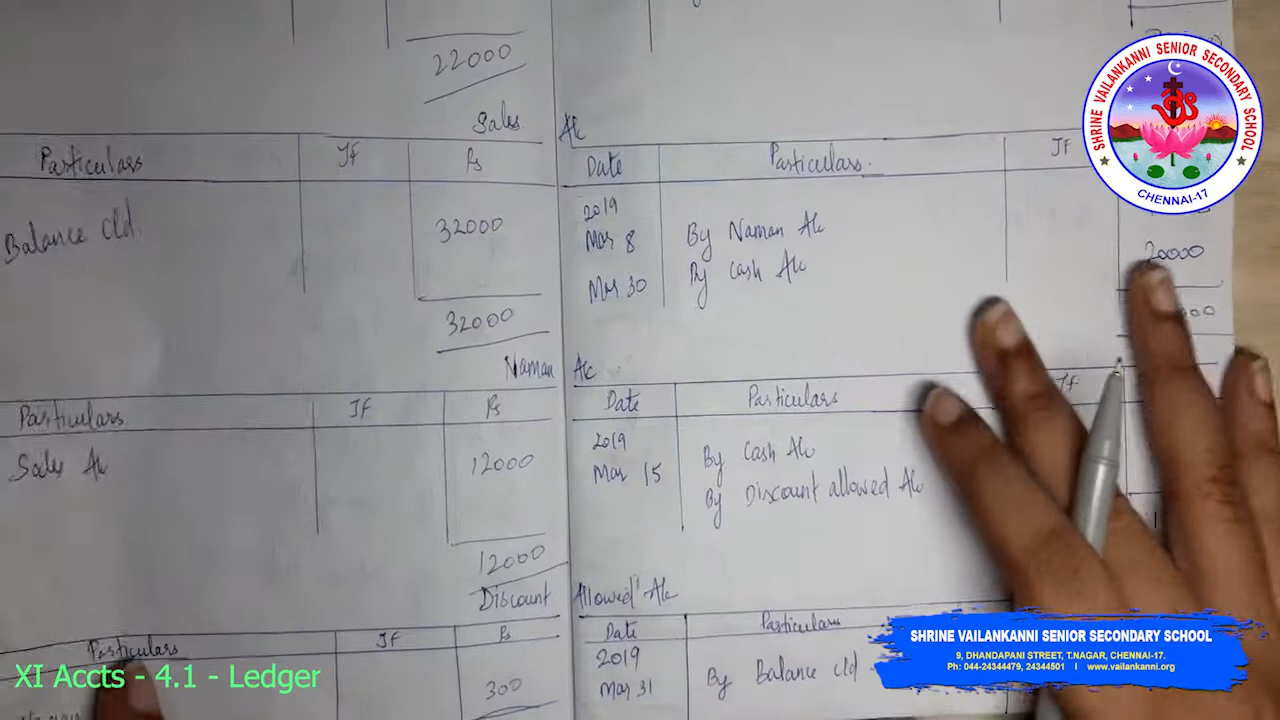 22000
Sales A/c
Particulars Jf Rs Date Particulars Jf
Balance c/d. 32000 2019
Mar 8 By Naman A/c
Mar 30 By Cash A/c 20000
32000
Naman A/c
Particulars Jf Rs Date Particulars Jf
Sales A/c 12000 2019
Mar 15 By Cash A/c
By Discount allowed A/c
12000
Discount Allowed A/c
Particulars Jf Rs Date Particulars
300 2019
Mar 31 By Balance c/d
XI Accts - 4.1 - Ledger
SHRINE VAILANKANNI SENIOR SECONDARY SCHOOL
CHENNAI-17
SHRINE VAILANKANNI SENIOR SECONDARY SCHOOL
9, DHANDAPANI STREET, T.NAGAR, CHENNAI-17.
Ph: 044-24344479, 24344501 I www.vailankanni.org